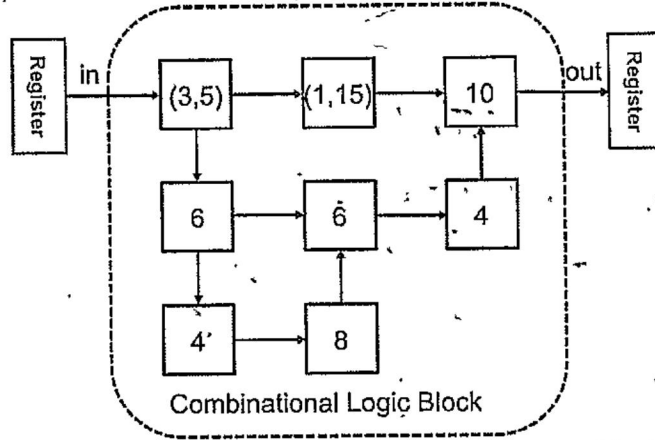 Register
in
(3,5)
(1,15)
10
out
Register
6
6
4
4
8
Combinational Logic Block